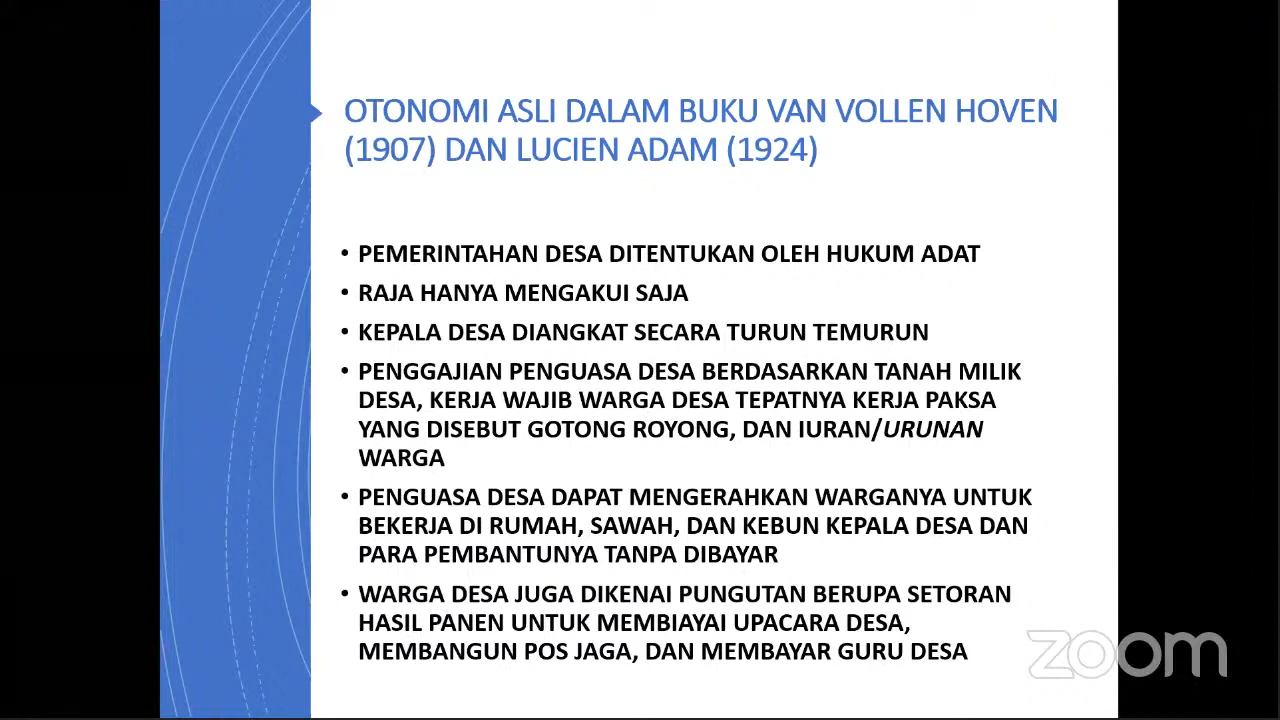 OTONOMI ASLI DALAM BUKU VAN VOLLEN HOVEN
(1907) DAN LUCIEN ADAM (1924)
• PEMERINTAHAN DESA DITENTUKAN OLEH HUKUM ADAT
• RAJA HANYA MENGAKUI SAJA
• KEPALA DESA DIANGKAT SECARA TURUN TEMURUN
• PENGGAJIAN PENGUASA DESA BERDASARKAN TANAH MILIK
DESA, KERJA WAJIB WARGA DESA TEPATNYA KERJA PAKSA
YANG DISEBUT GOTONG ROYONG, DAN IURAN/URUNAN
WARGA
• PENGUASA DESA DAPAT MENGERAHKAN WARGANYA UNTUK
BEKERJA DI RUMAH, SAWAH, DAN KEBUN KEPALA DESA DAN
PARA PEMBANTUNYA TANPA DIBAYAR
• WARGA DESA JUGA DIKENAI PUNGUTAN BERUPA SETORAN
HASIL PANEN UNTUK MEMBIAYAI UPACARA DESA,
MEMBANGUN POS JAGA, DAN MEMBAYAR GURU DESA
zoom